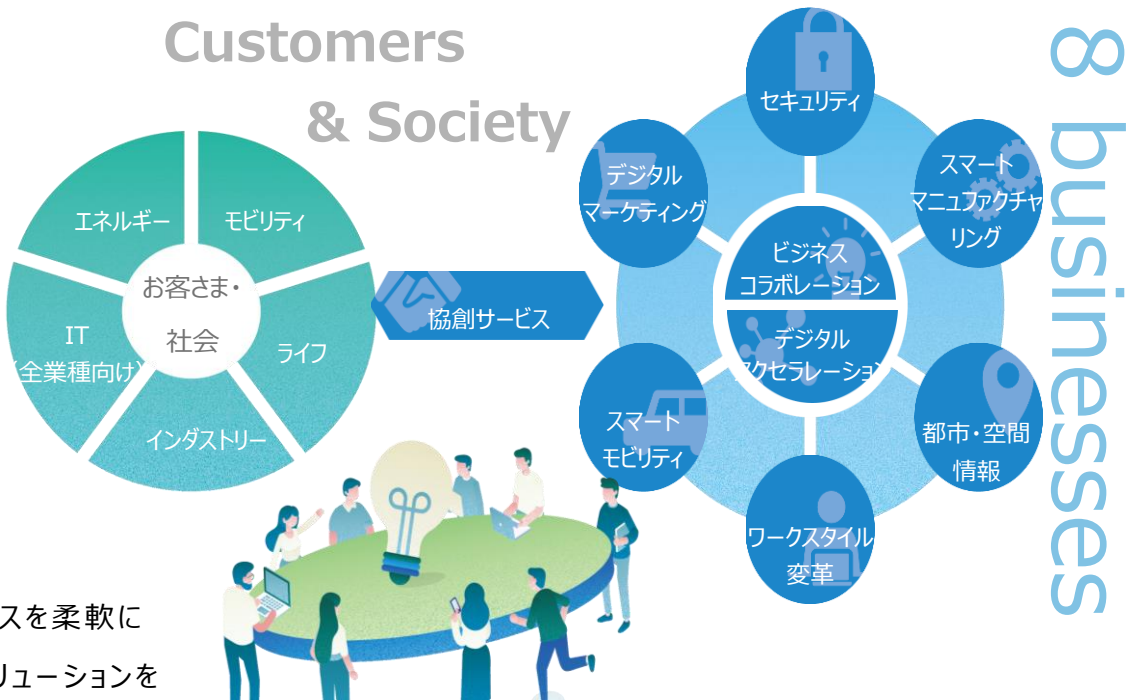 Customers
& Society
エネルギー
モビリティ
お客さま・
社会
IT
(全業種向け)
ライフ
インダストリー
協創サービス
セキュリティ
デジタル
マーケティング
スマート
マニュファクチャ
リング
ビジネス
コラボレーション
デジタル
アクセラレーション
スマート
モビリティ
都市・空間
情報
ワークスタイル
変革
8 businesses
スを柔軟に
リューションを